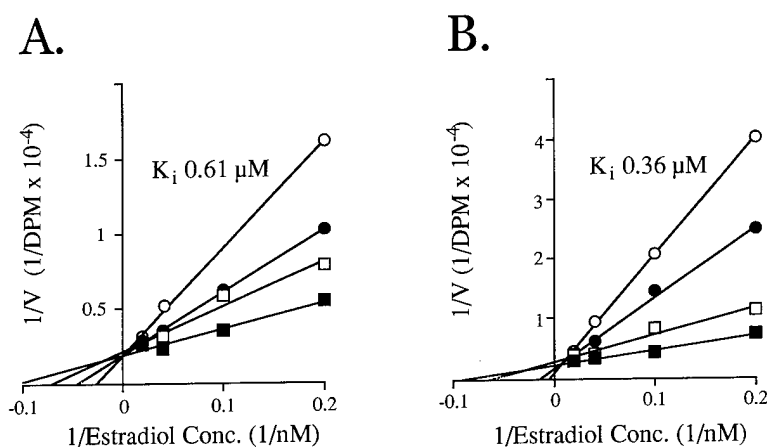 A.
1/V (1/DPM x 10-4)
1.5
1
0.5
Ki 0.61 µM
-0.1
0
0.1
0.2
1/Estradiol Conc. (1/nM)
B.
1/V (1/DPM x 10-4)
4
3
2
1
Ki 0.36 µM
-0.1
0
0.1
0.2
1/Estradiol Conc. (1/nM)